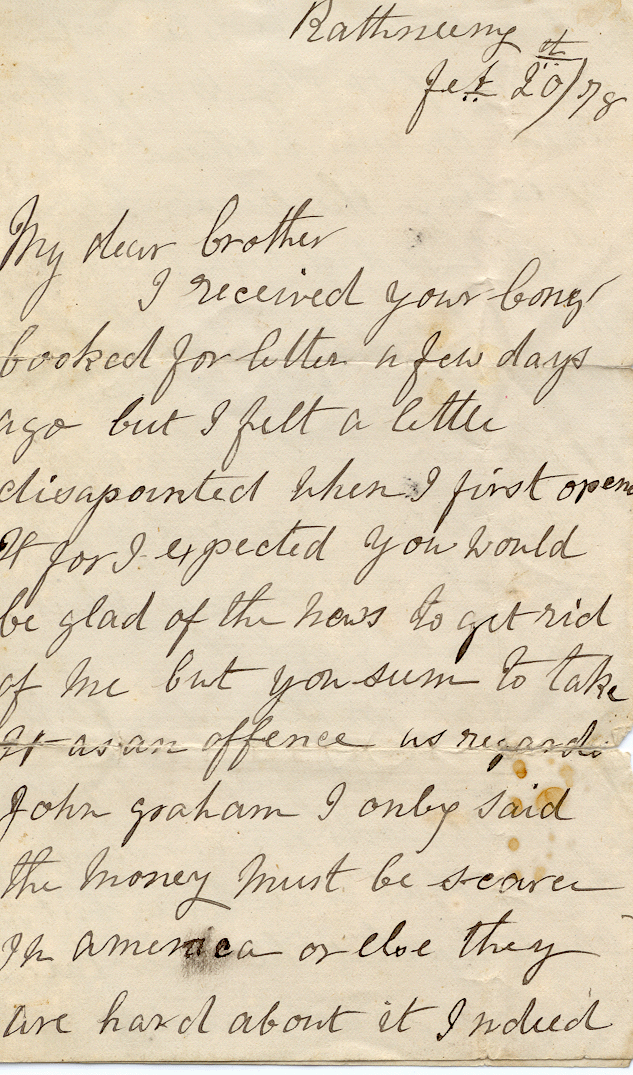 Rathneeny
Feb 20th/78
My dear brother
I received your long
looked for letter a few days
ago but I felt a little
disapointed when I first opend
It for I expected you would
be glad of the news to get rid
of me but you seem to take
It as an offence as regards
John graham I only said
the money must be scarce
In america or else they
are hard about it Indeed